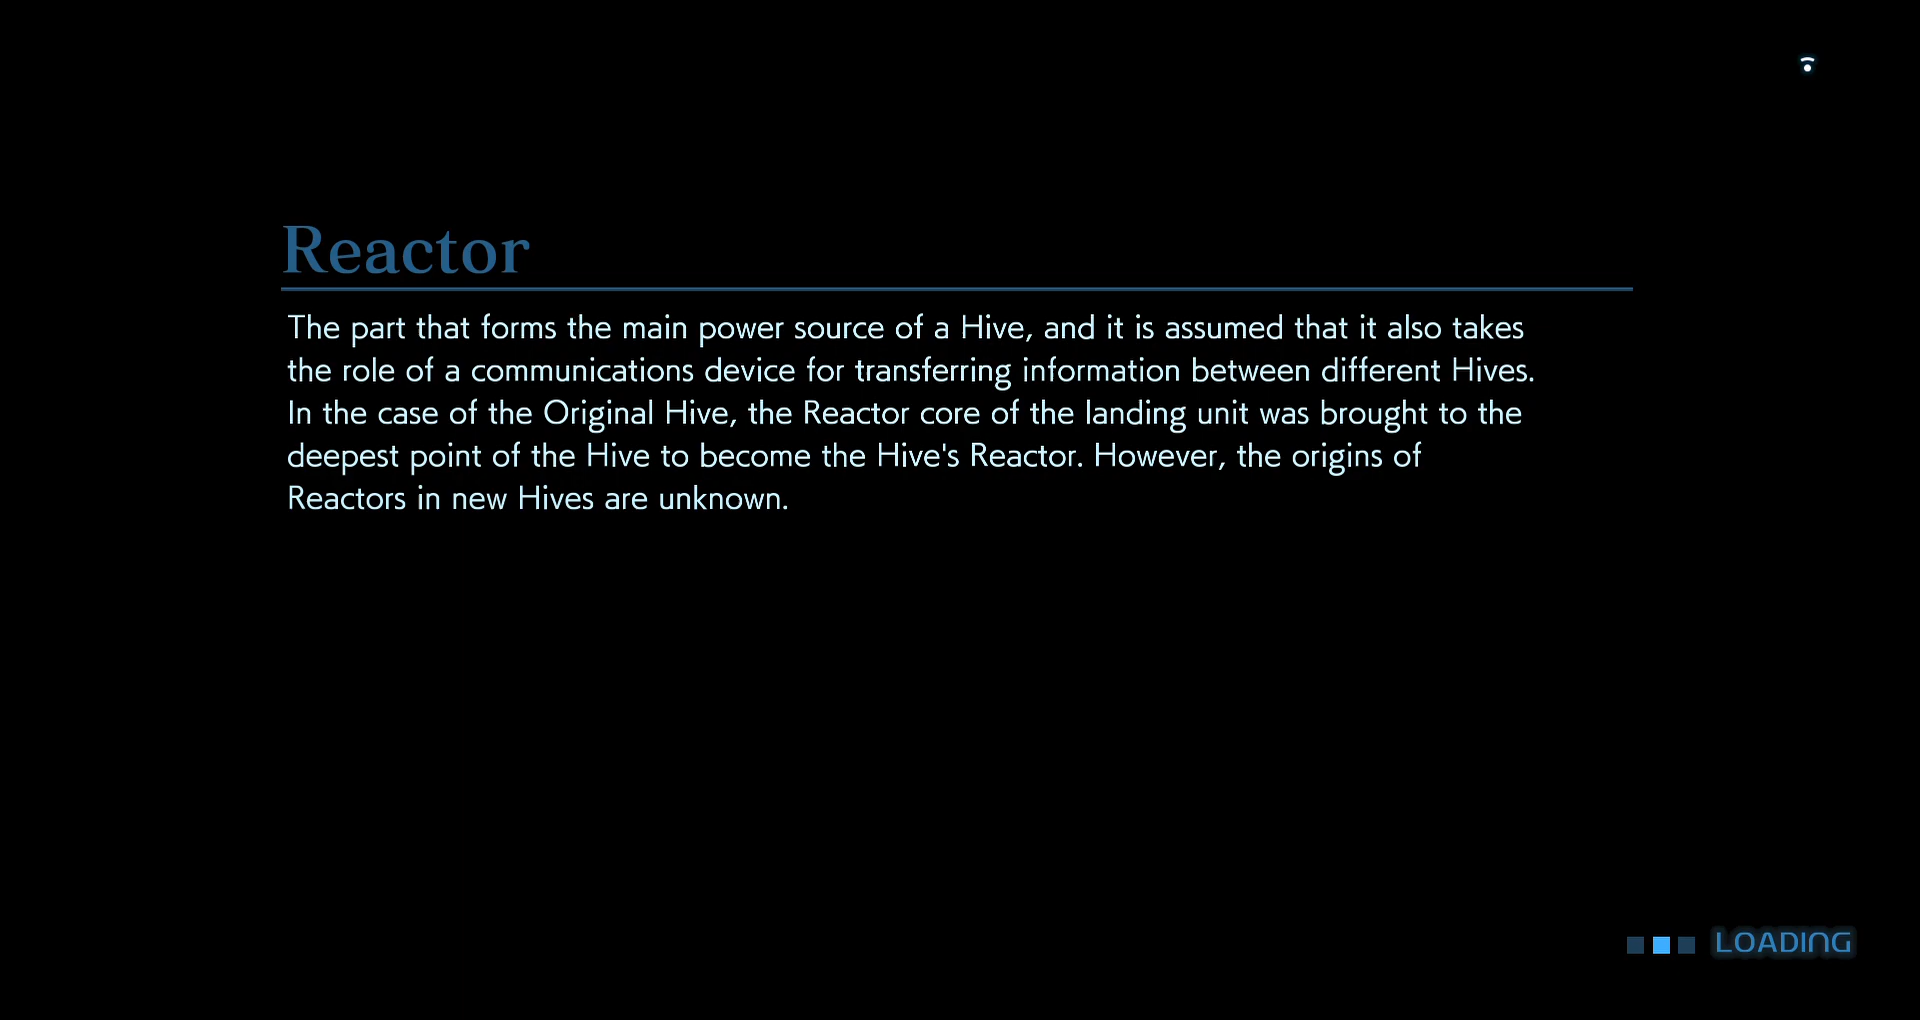 Reactor
The part that forms the main power source of a Hive, and it is assumed that it also takes
the role of a communications device for transferring information between different Hives.
In the case of the Original Hive, the Reactor core of the landing unit was brought to the
deepest point of the Hive to become the Hive's Reactor. However, the origins of
Reactors in new Hives are unknown.
LOADING